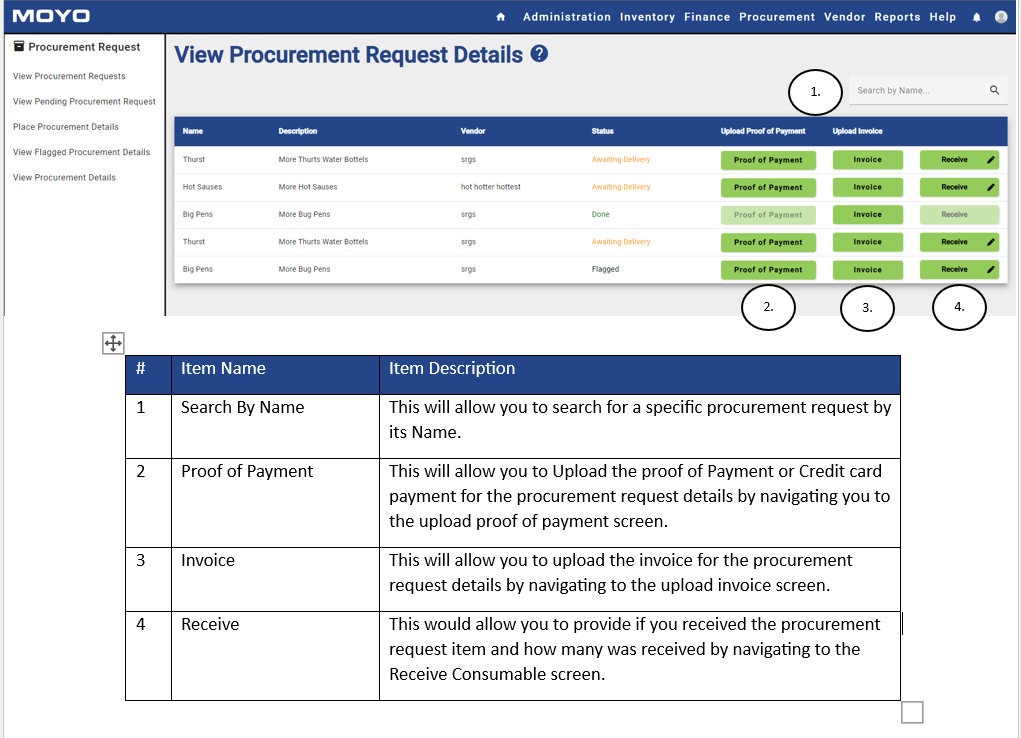 MOYO
Administration Inventory Finance Procurement Vendor Reports Help
Procurement Request
View Procurement Requests
View Pending Procurement Request
Place Procurement Details
View Flagged Procurement Details
View Procurement Details
View Procurement Request Details ?
1.
Search by Name...
Name Description Vendor Status Upload Proof of Payment Upload Invoice
Thurst More Thurts Water Bottels srgs Awaiting Delivery Proof of Payment Invoice Receive
Hot Sauses More Hot Sauses hot hotter hottest Awaiting Delivery Proof of Payment Invoice Receive
Big Pens More Bug Pens srgs Done Proof of Payment Invoice Receive
Thurst More Thurts Water Bottels srgs Awaiting Delivery Proof of Payment Invoice Receive
Big Pens More Bug Pens srgs Flagged Proof of Payment Invoice Receive
2. 3. 4.
# Item Name Item Description
1 Search By Name This will allow you to search for a specific procurement request by
its Name.
2 Proof of Payment This will allow you to Upload the proof of Payment or Credit card
payment for the procurement request details by navigating you to
the upload proof of payment screen.
3 Invoice This will allow you to upload the invoice for the procurement
request details by navigating to the upload invoice screen.
4 Receive This would allow you to provide if you received the procurement
request item and how many was received by navigating to the
Receive Consumable screen.